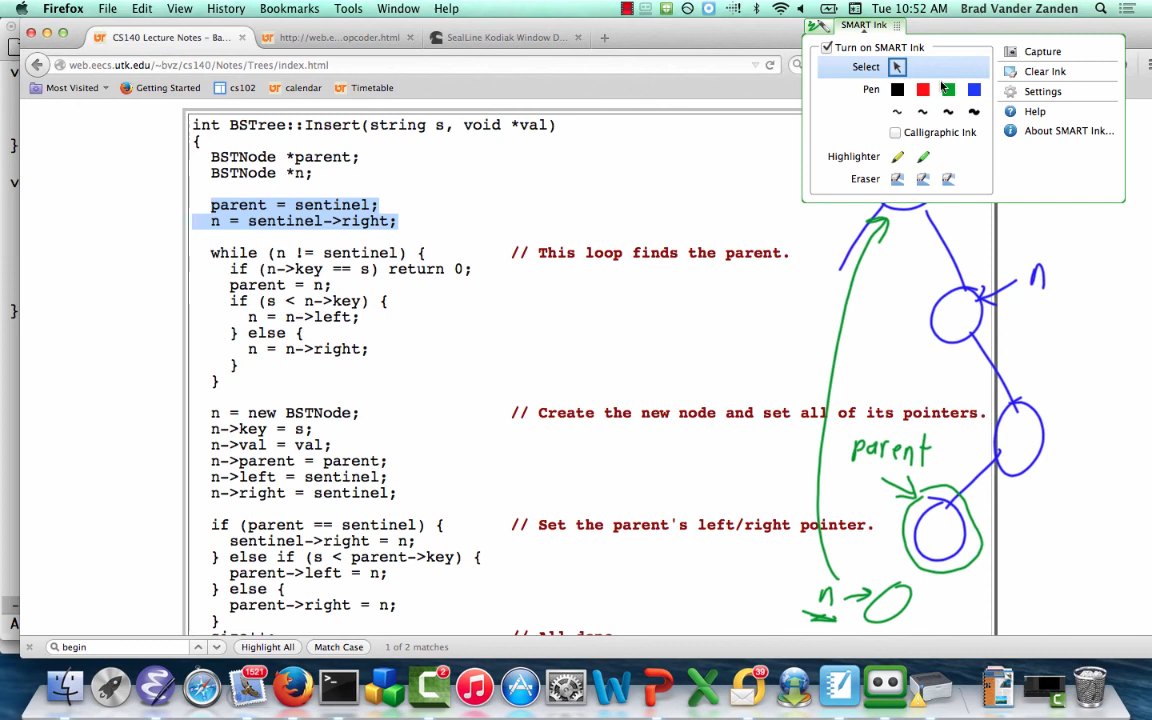 Firefox File Edit View History Bookmarks Tools Window Help Tue 10:52 AM Brad Vander Zanden
SMART Ink
CS140 Lecture Notes - Ba... http://web.e...opcoder.html SealLine Kodiak Window D...
web.eecs.utk.edu/~bvz/cs140/Notes/Trees/index.html
Most Visited Getting Started cs102 calendar Timetable
Turn on SMART Ink
Select
Pen
Calligraphic Ink
Highlighter
Eraser
Capture
Clear Ink
Settings
Help
About SMART Ink...
int BSTree::Insert(string s, void *val)
{
BSTNode *parent;
BSTNode *n;
parent = sentinel;
n = sentinel->right;
while (n != sentinel) { // This loop finds the parent.
if (n->key == s) return 0;
parent = n;
if (s < n->key) {
n = n->left;
} else {
n = n->right;
}
}
n = new BSTNode; // Create the new node and set all of its pointers.
n->key = s;
n->val = val;
n->parent = parent;
n->left = sentinel;
n->right = sentinel;
if (parent == sentinel) { // Set the parent's left/right pointer.
sentinel->right = n;
} else if (s < parent->key) {
parent->left = n;
} else {
parent->right = n;
}
n
parent
n
begin Highlight All Match Case 1 of 2 matches
1521
2
39